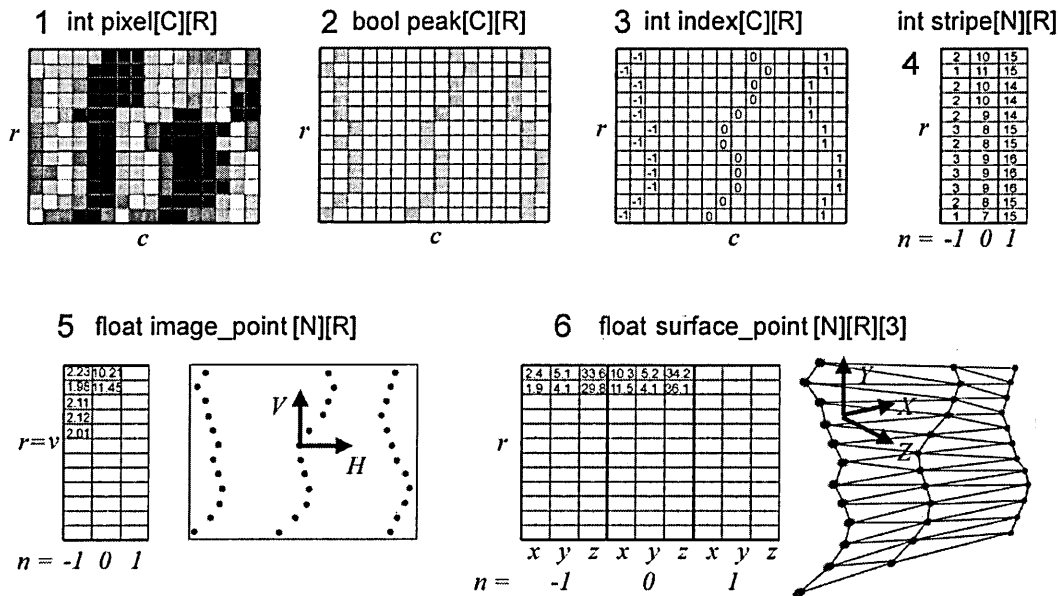 1 int pixel[C][R]
2 bool peak[C][R]
3 int index[C][R]
int stripe[N][R]
4
r
c
r
c
-1 0 1
-1 0 1
-1 0 1
-1 0 1
-1 0 1
-1 0 1
-1 0 1
-1 0 1
-1 0 1
-1 0 1
-1 0 1
-1 0 1
r
c
2 10 15
1 11 15
2 10 14
2 10 14
2 9 14
3 8 15
2 8 15
3 9 16
3 9 16
3 9 16
2 8 15
1 7 15
r
n = -1 0 1
5 float image_point[N][R]
2.23 10.21
1.95 11.45
2.11
2.12
2.01
r=v
n = -1 0 1
V
H
6 float surface_point[N][R][3]
2.4 5.1 33.6 10.3 5.2 34.2
1.9 4.1 29.8 11.5 4.1 36.1
r
x y z x y z x y z
n = -1 0 1
Y
X
Z